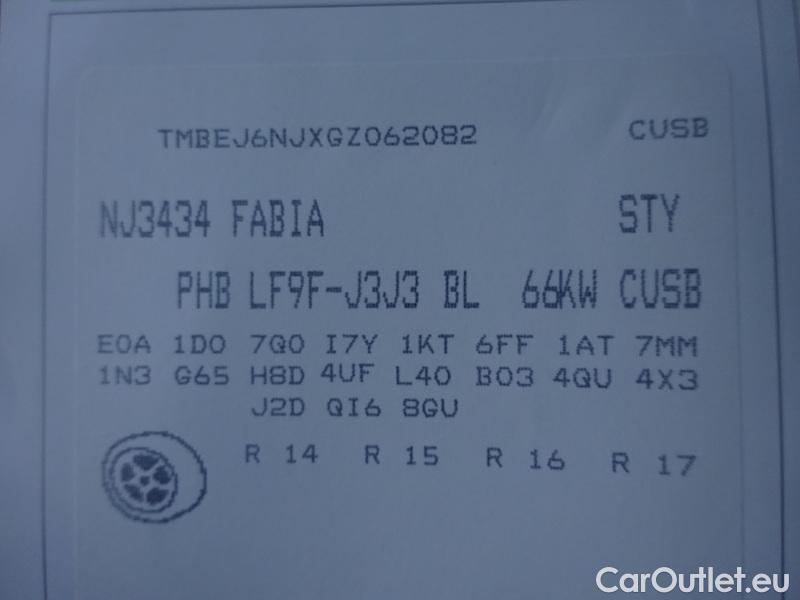 TMBEJ6NJXGZ062082 CUSB
NJ3434 FABIA STY
PHB LF9F-J3J3 BL 66KW CUSB
E0A 1D0 7Q0 I7Y 1KT 6FF 1AT 7MM
1N3 G65 H8D 4UF L40 B03 4QU 4X3
J2D QI6 8GU
R 14 R 15 R 16 R 17
CarOutlet.eu